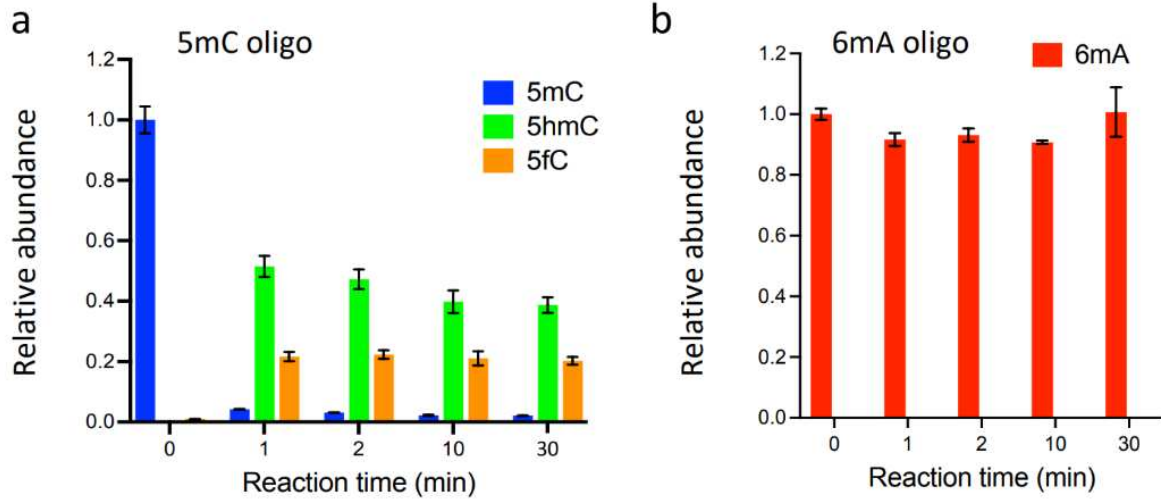 a
5mC oligo
Relative abundance
1.2
1.0
0.8
0.6
0.4
0.2
0.0
5mC
5hmC
5fC
0 1 2 10 30
Reaction time (min)
b
6mA oligo
Relative abundance
1.2
1.0
0.8
0.6
0.4
0.2
0.0
6mA
0 1 2 10 30
Reaction time (min)